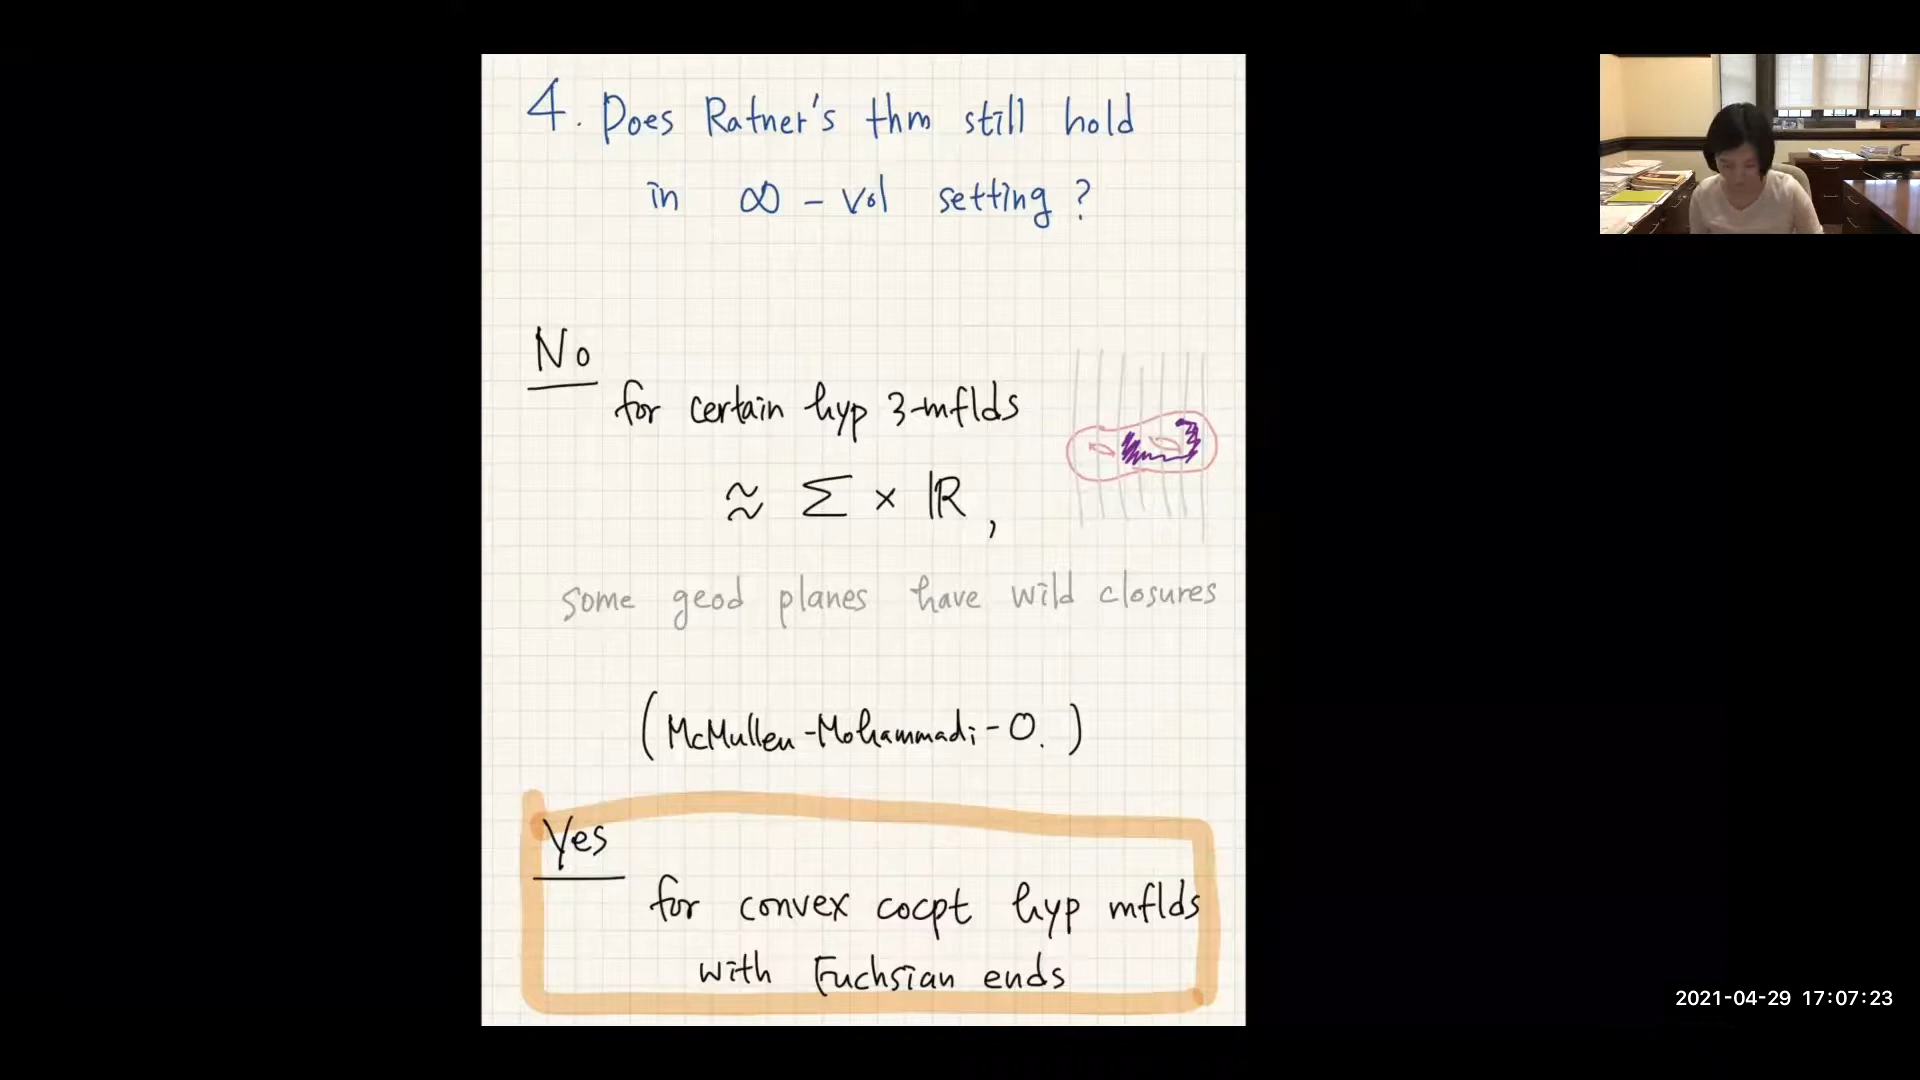 4. Does Ratner's thm still hold
in ∞ - vol setting ?
No
for certain hyp 3-mflds
≈ Σ × ℝ ,
some geod planes have wild closures
(McMullen-Mohammadi-O.)
Yes
for convex cocpt hyp mflds
with Fuchsian ends
2021-04-29 17:07:23